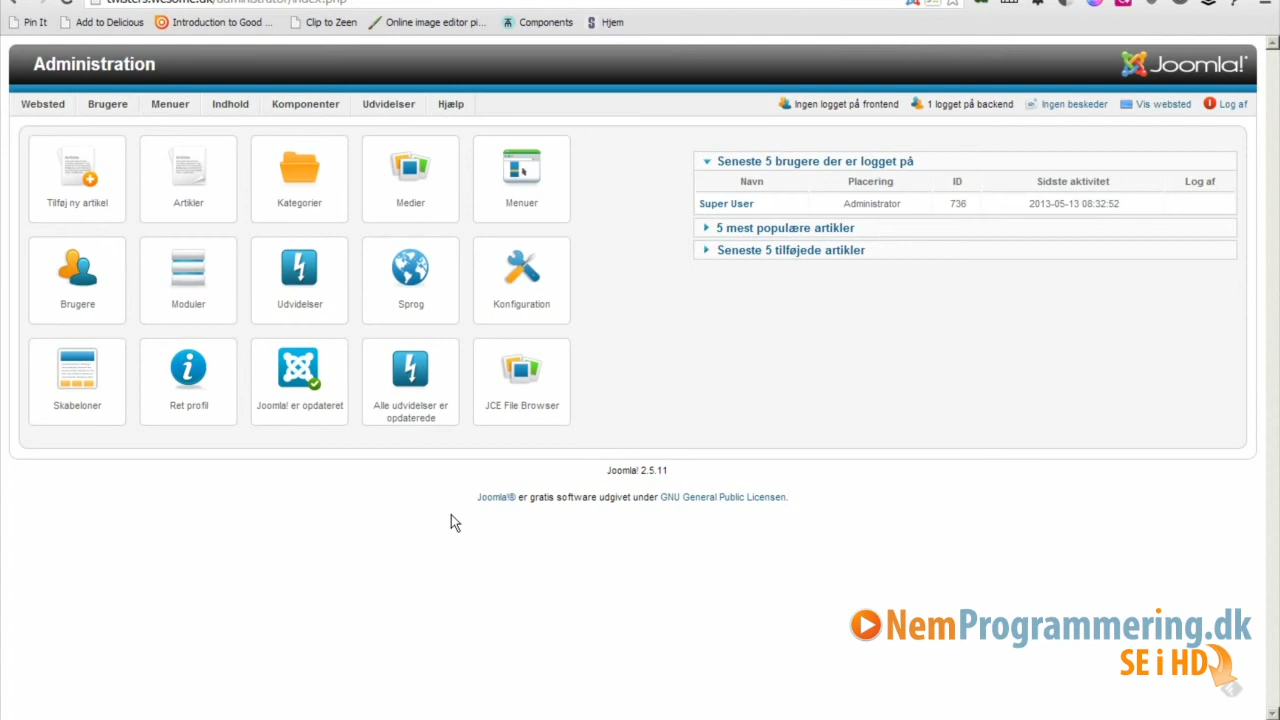 twisters.wesome.dk/administrator/index.php
Pin It Add to Delicious Introduction to Good ... Clip to Zeen Online image editor pi... Components Hjem
Administration Joomla!
Websted Brugere Menuer Indhold Komponenter Udvidelser Hjælp Ingen logget på frontend 1 logget på backend Ingen beskeder Vis websted Log af
Tilføj ny artikel Artikler Kategorier Medier Menuer
Brugere Moduler Udvidelser Sprog Konfiguration
Skabeloner Ret profil Joomla! er opdateret Alle udvidelser er opdaterede JCE File Browser
Seneste 5 brugere der er logget på
Navn Placering ID Sidste aktivitet Log af
Super User Administrator 736 2013-05-13 08:32:52
5 mest populære artikler
Seneste 5 tilføjede artikler
Joomla! 2.5.11
Joomla!® er gratis software udgivet under GNU General Public Licensen.
NemProgrammering.dk
SE i HD